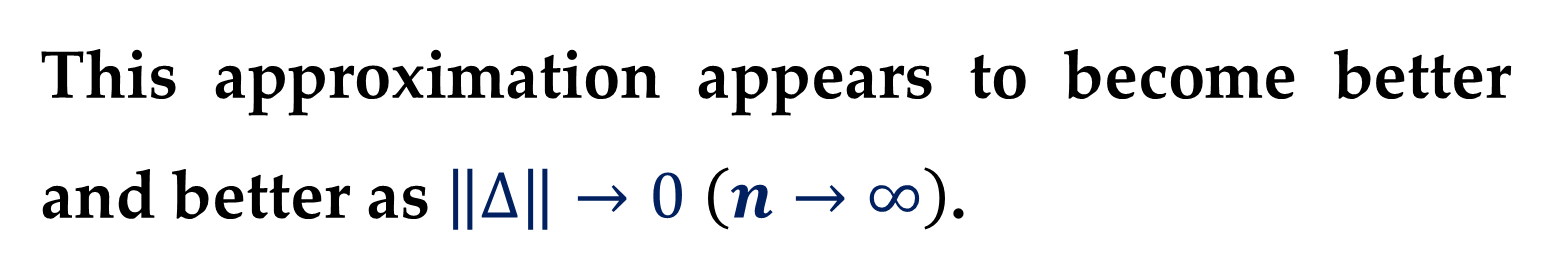 This approximation appears to become better
and better as ‖Δ‖ → 0 (n → ∞).